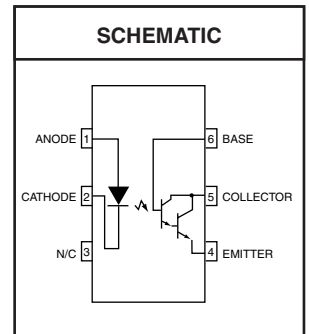 SCHEMATIC
ANODE 1
6 BASE
CATHODE 2
5 COLLECTOR
N/C 3
4 EMITTER